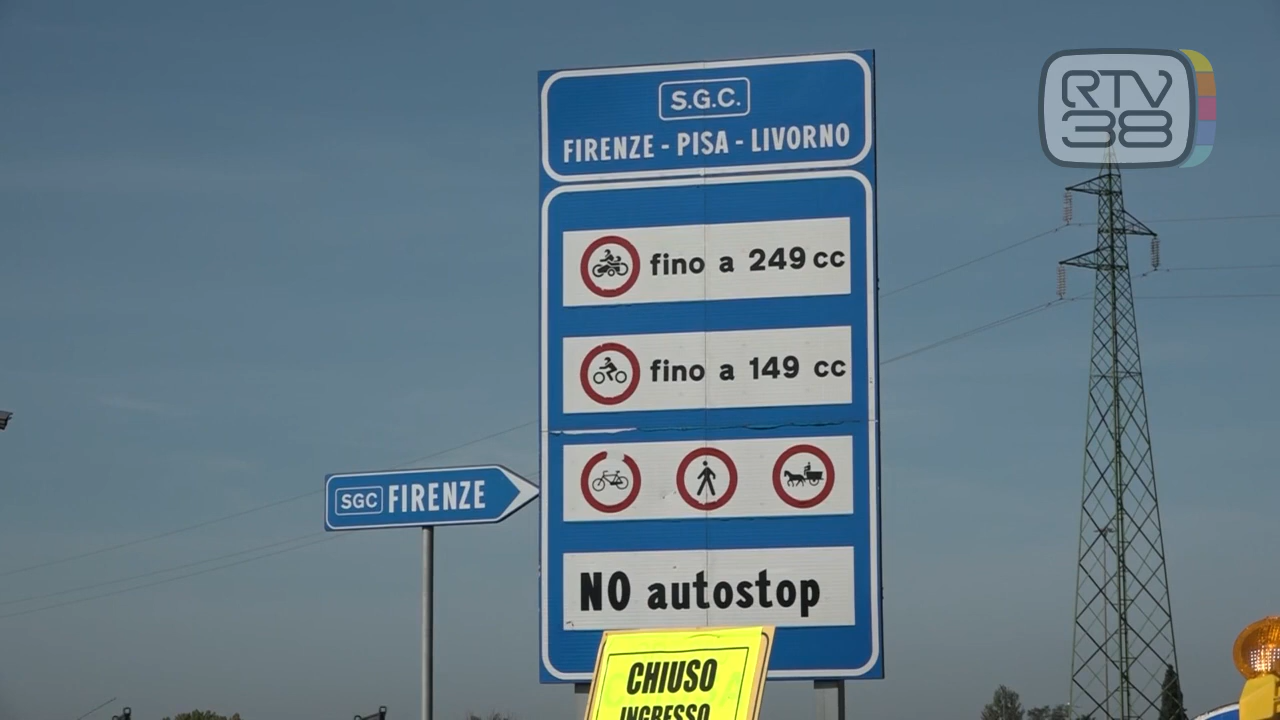 RTV
38
S.G.C.
FIRENZE - PISA - LIVORNO
fino a 249 cc
fino a 149 cc
SGC FIRENZE
NO autostop
CHIUSO
INGRESSO